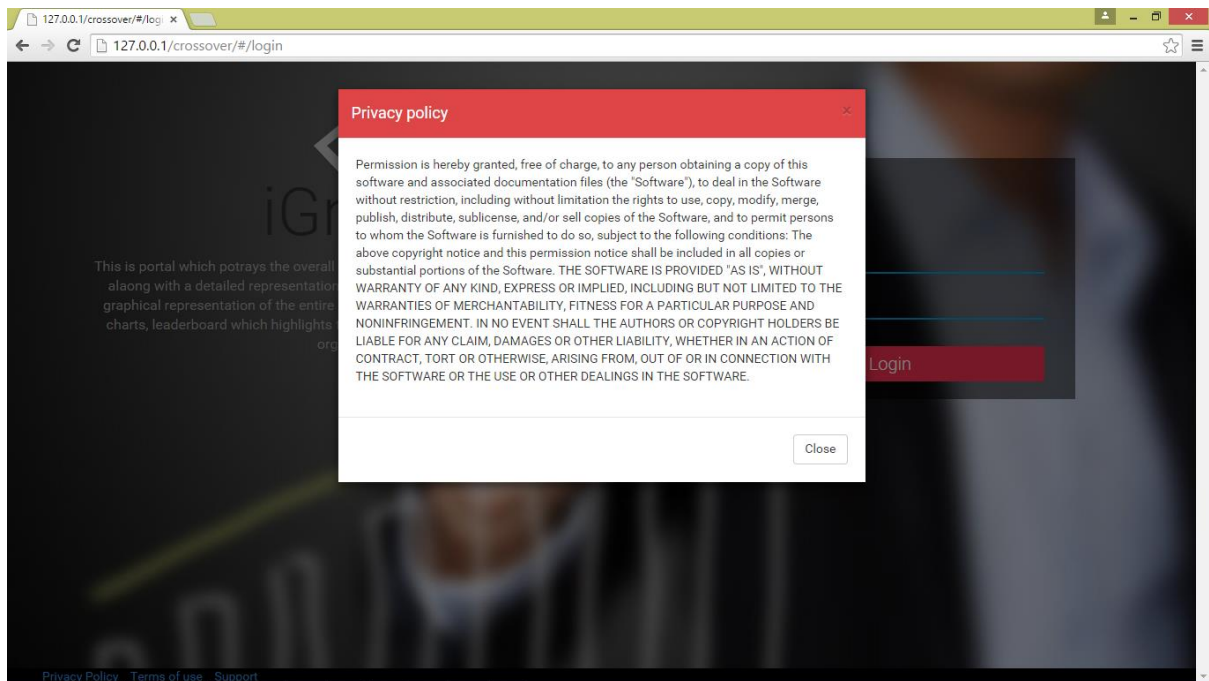 127.0.0.1/crossover/#/logi
127.0.0.1/crossover/#/login
Privacy policy
×
Permission is hereby granted, free of charge, to any person obtaining a copy of this
software and associated documentation files (the "Software"), to deal in the Software
without restriction, including without limitation the rights to use, copy, modify, merge,
publish, distribute, sublicense, and/or sell copies of the Software, and to permit persons
to whom the Software is furnished to do so, subject to the following conditions: The
above copyright notice and this permission notice shall be included in all copies or
substantial portions of the Software. THE SOFTWARE IS PROVIDED "AS IS", WITHOUT
WARRANTY OF ANY KIND, EXPRESS OR IMPLIED, INCLUDING BUT NOT LIMITED TO THE
WARRANTIES OF MERCHANTABILITY, FITNESS FOR A PARTICULAR PURPOSE AND
NONINFRINGEMENT. IN NO EVENT SHALL THE AUTHORS OR COPYRIGHT HOLDERS BE
LIABLE FOR ANY CLAIM, DAMAGES OR OTHER LIABILITY, WHETHER IN AN ACTION OF
CONTRACT, TORT OR OTHERWISE, ARISING FROM, OUT OF OR IN CONNECTION WITH
THE SOFTWARE OR THE USE OR OTHER DEALINGS IN THE SOFTWARE.
Close
iGr
This is portal which potrays the overall
alaong with a detailed representation
graphical representation of the entire
charts, leaderboard which highlights
org
Login
Privacy Policy Terms of use Support